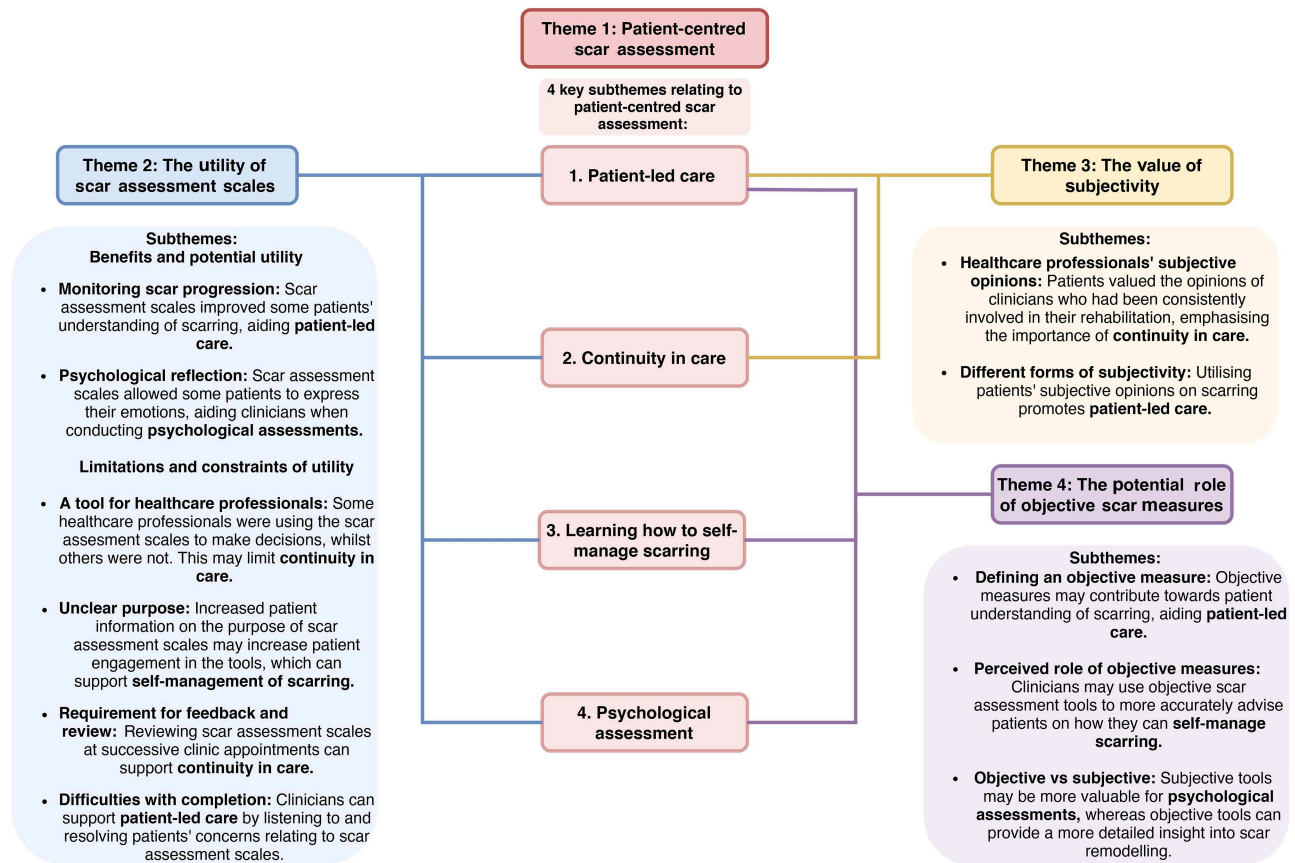 Theme 1: Patient-centred
scar assessment
4 key subthemes relating to
patient-centred scar
assessment:
Theme 2: The utility of
scar assessment scales
1. Patient-led care
Theme 3: The value of
subjectivity
Subthemes:
Benefits and potential utility
• Monitoring scar progression: Scar
assessment scales improved some patients'
understanding of scarring, aiding patient-led
care.
• Psychological reflection: Scar assessment
scales allowed some patients to express
their emotions, aiding clinicians when
conducting psychological assessments.
Limitations and constraints of utility
• A tool for healthcare professionals: Some
healthcare professionals were using the scar
assesment scales to make decisions, whilst
others were not. This may limit continuity in
care.
• Unclear purpose: Increased patient
information on the purpose of scar
assessment scales may increase patient
engagement in the tools, which can
support self-management of scarring.
• Requirement for feedback and
review: Reviewing scar assessment scales
at successive clinic appointments can
support continuity in care.
• Difficulties with completion: Clinicians can
support patient-led care by listening to and
resolving patients' concerns relating to scar
assessment scales.
2. Continuity in care
3. Learning how to self-
manage scarring
4. Psychological
assessment
Subthemes:
• Healthcare professionals' subjective
opinions: Patients valued the opinions of
clinicians who had been consistently
involved in their rehabilitation, emphasising
the importance of continuity in care.
• Different forms of subjectivity: Utilising
patients' subjective opinions on scarring
promotes patient-led care.
Theme 4: The potential role
of objective scar measures
Subthemes:
• Defining an objective measure: Objective
measures may contribute towards patient
understanding of scarring, aiding patient-led
care.
• Perceived role of objective measures:
Clinicians may use objective scar
assessment tools to more accurately advise
patients on how they can self-manage
scarring.
• Objective vs subjective: Subjective tools
may be more valuable for psychological
assessments, whereas objective tools can
provide a more detailed insight into scar
remodelling.